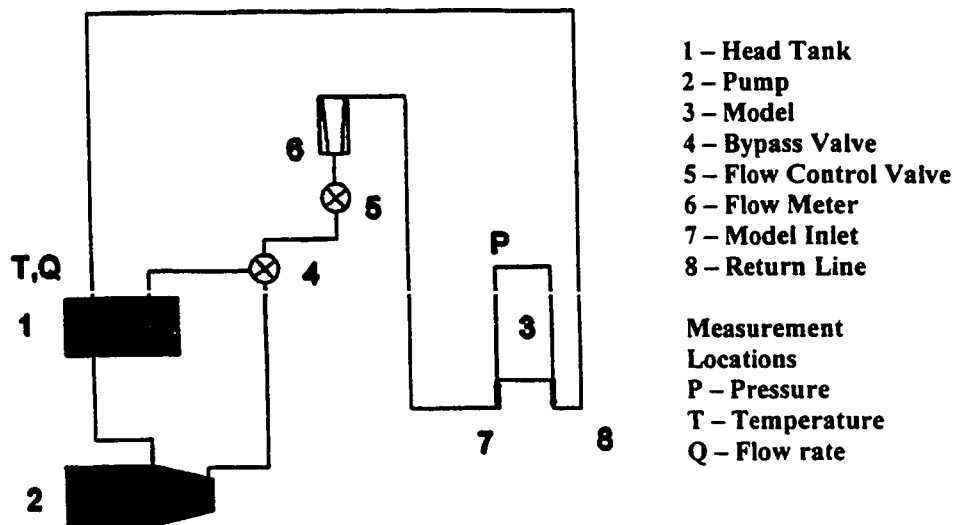 1 – Head Tank
2 – Pump
3 – Model
4 – Bypass Valve
5 – Flow Control Valve
6 – Flow Meter
7 – Model Inlet
8 – Return Line
Measurement
Locations
P – Pressure
T – Temperature
Q – Flow rate
6
5
P
T,Q
4
1
3
7
8
2